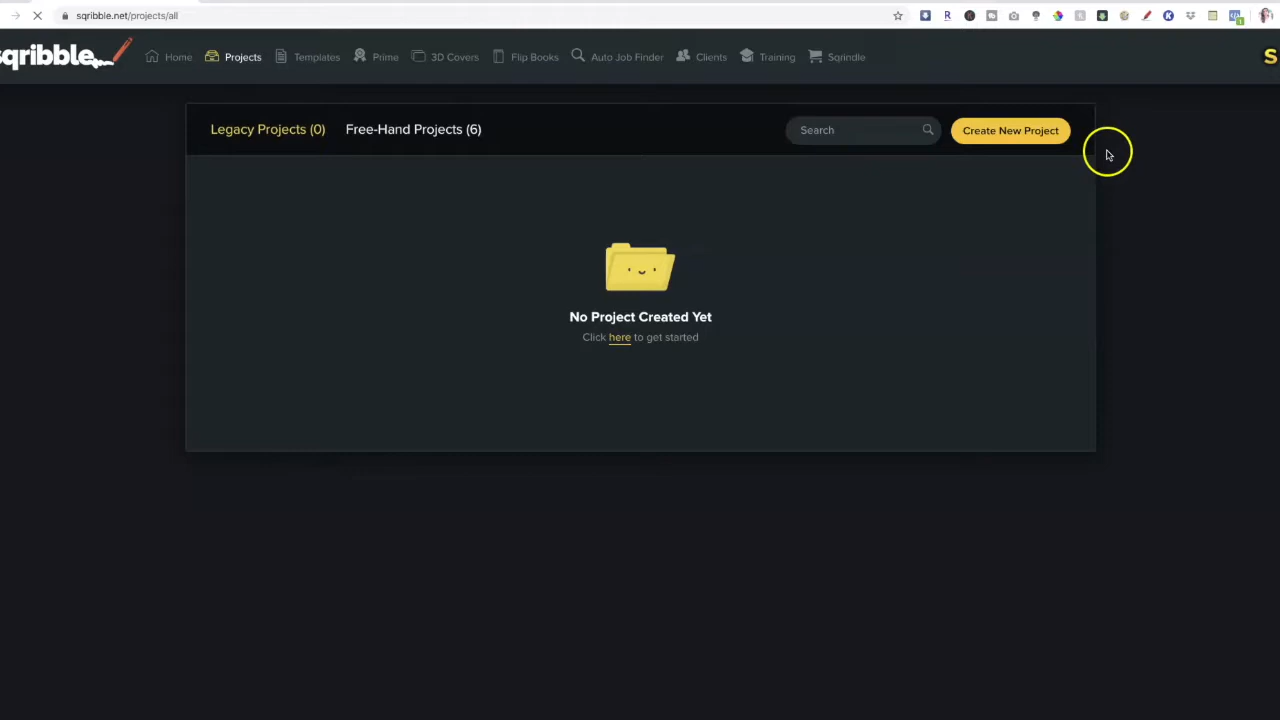 sqribble.net/projects/all
sqribble
Home
Projects
Templates
Prime
3D Covers
Flip Books
Auto Job Finder
Clients
Training
Sqrindle
S
Legacy Projects (0)
Free-Hand Projects (6)
Search
Create New Project
No Project Created Yet
Click here to get started